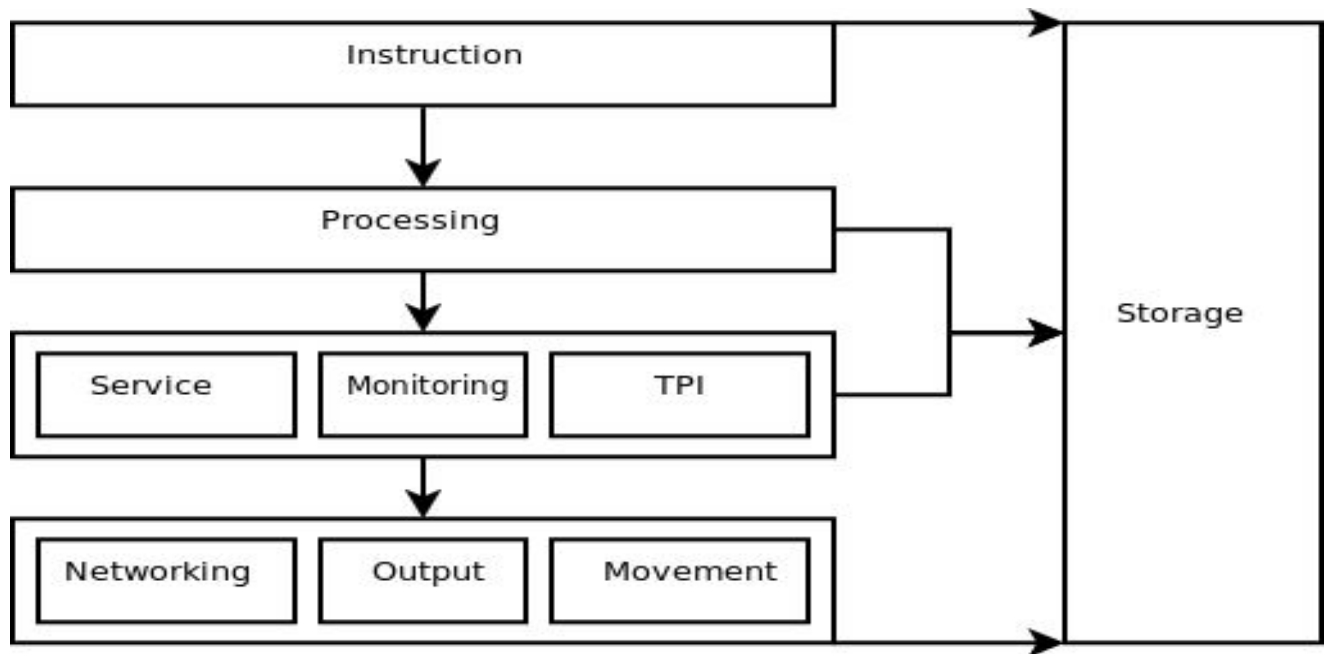 Instruction
Processing
Storage
Service Monitoring TPI
Networking Output Movement